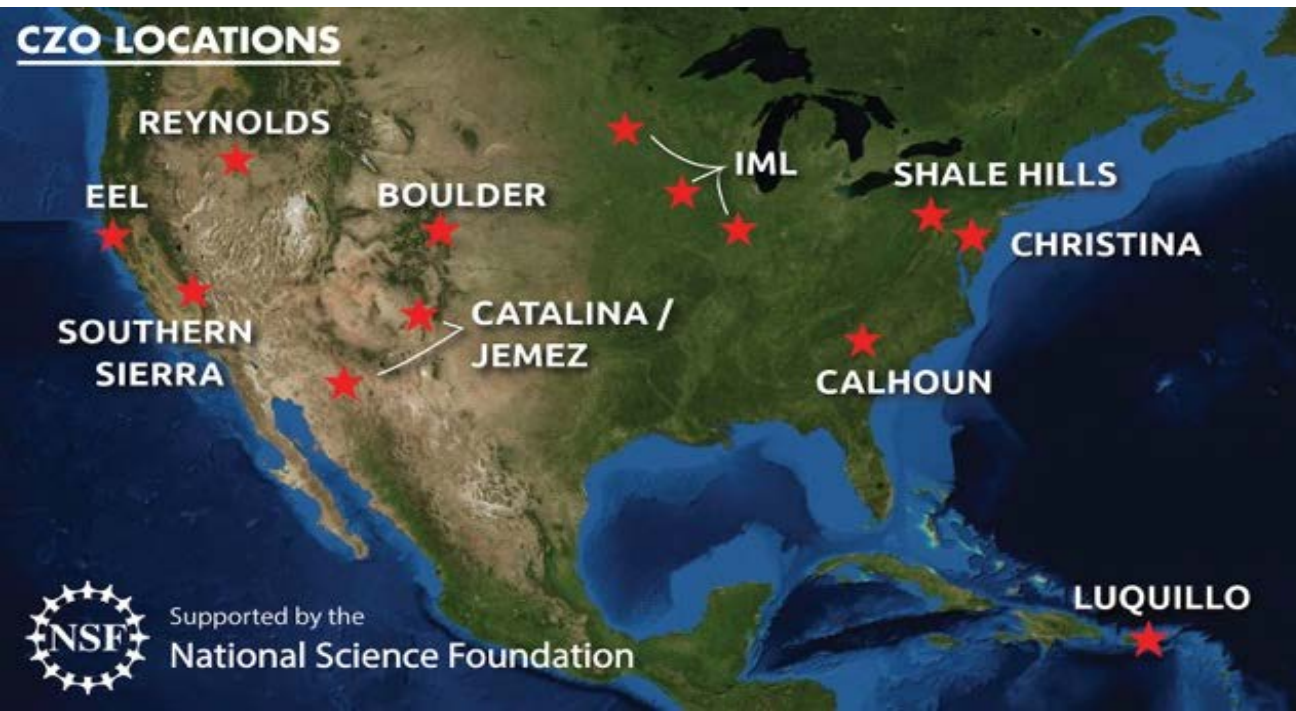 CZO LOCATIONS
REYNOLDS
EEL
BOULDER
IML
SHALE HILLS
CHRISTINA
SOUTHERN
SIERRA
CATALINA /
JEMEZ
CALHOUN
LUQUILLO
NSF
Supported by the
National Science Foundation